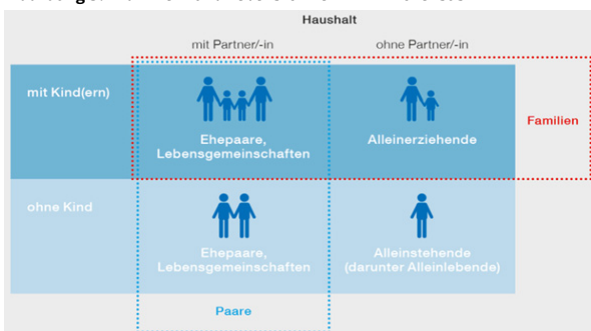 Haushalt
mit Partner/-in
ohne Partner/-in
mit Kind(ern)
Ehepaare,
Lebensgemeinschaften
Alleinerziehende
Familien
ohne Kind
Ehepaare,
Lebensgemeinschaften
Alleinstehende
(darunter Alleinlebende)
Paare